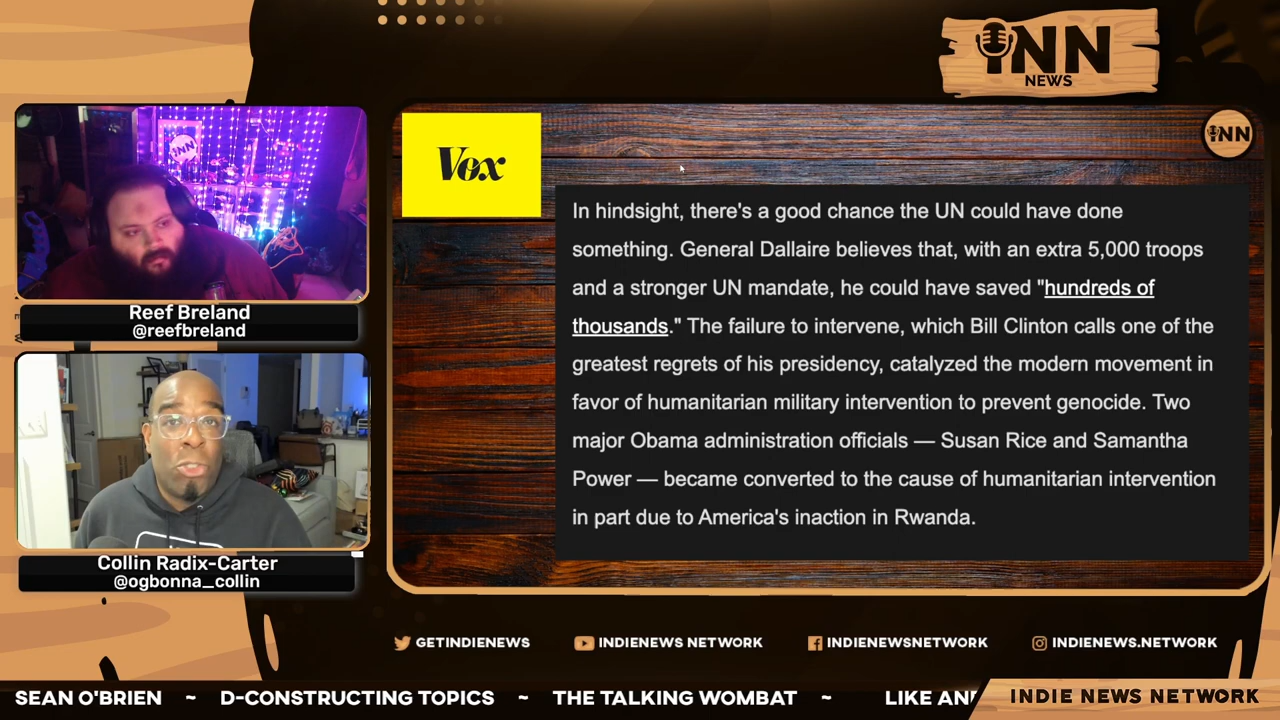 iNN
NEWS
iNN
iNN
Vox
In hindsight, there's a good chance the UN could have done
something. General Dallaire believes that, with an extra 5,000 troops
and a stronger UN mandate, he could have saved "hundreds of
thousands." The failure to intervene, which Bill Clinton calls one of the
greatest regrets of his presidency, catalyzed the modern movement in
favor of humanitarian military intervention to prevent genocide. Two
major Obama administration officials — Susan Rice and Samantha
Power — became converted to the cause of humanitarian intervention
in part due to America's inaction in Rwanda.
Reef Breland
@reefbreland
Collin Radix-Carter
@ogbonna_collin
GETINDIENEWS
INDIENEWS NETWORK
INDIENEWSNETWORK
INDIENEWS.NETWORK
SEAN O'BRIEN ~ D-CONSTRUCTING TOPICS ~ THE TALKING WOMBAT ~ LIKE AN
INDIE NEWS NETWORK